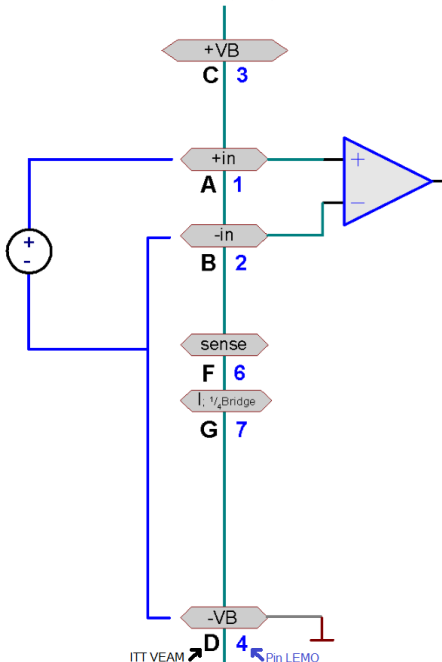 +VB
C 3
+in
A 1
+
-in
B 2
−
+
-
sense
F 6
I; ¼Bridge
G 7
-VB
D 4
ITT VEAM
Pin LEMO